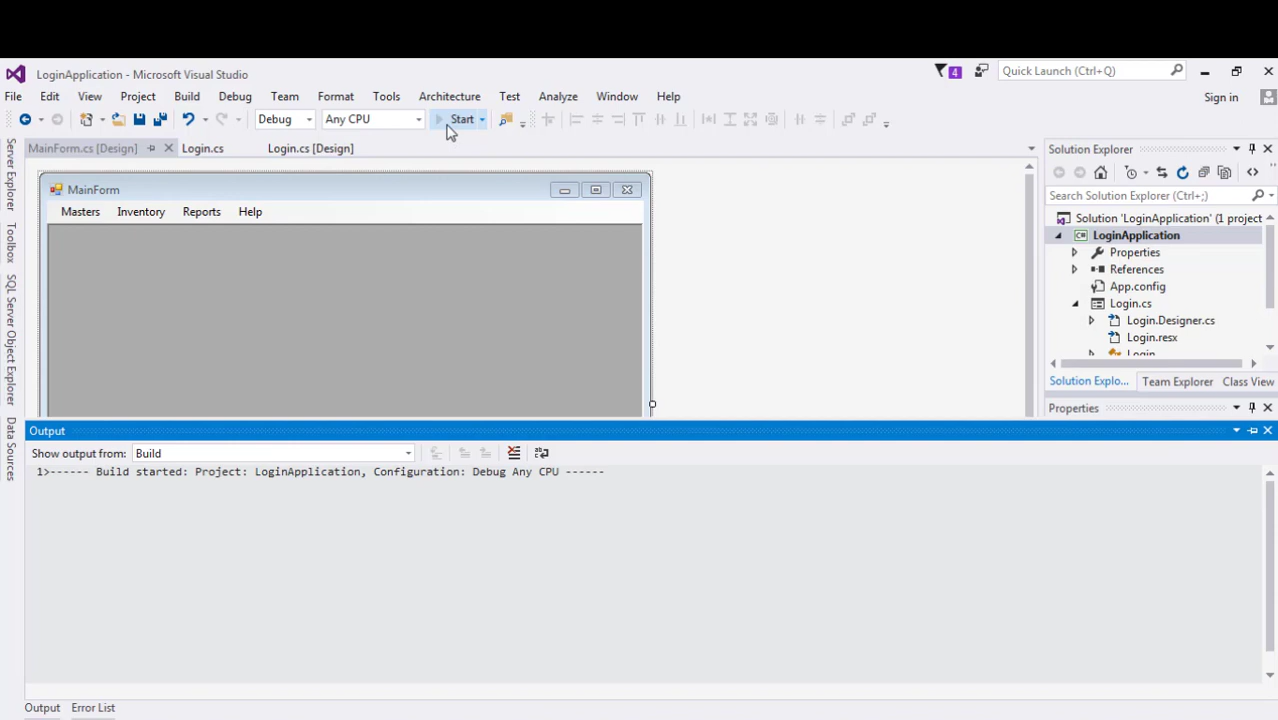 LoginApplication - Microsoft Visual Studio
4
Quick Launch (Ctrl+Q)
File Edit View Project Build Debug Team Format Tools Architecture Test Analyze Window Help
Sign in
Debug Any CPU Start
MainForm.cs [Design] Login.cs Login.cs [Design]
Server Explorer
Toolbox
SQL Server Object Explorer
Data Sources
MainForm
Masters Inventory Reports Help
Solution Explorer
Search Solution Explorer (Ctrl+;)
Solution 'LoginApplication' (1 project
LoginApplication
Properties
References
App.config
Login.cs
Login.Designer.cs
Login.resx
Login
Solution Explo... Team Explorer Class View
Properties
Output
Show output from: Build
1>------ Build started: Project: LoginApplication, Configuration: Debug Any CPU ------
Output Error List